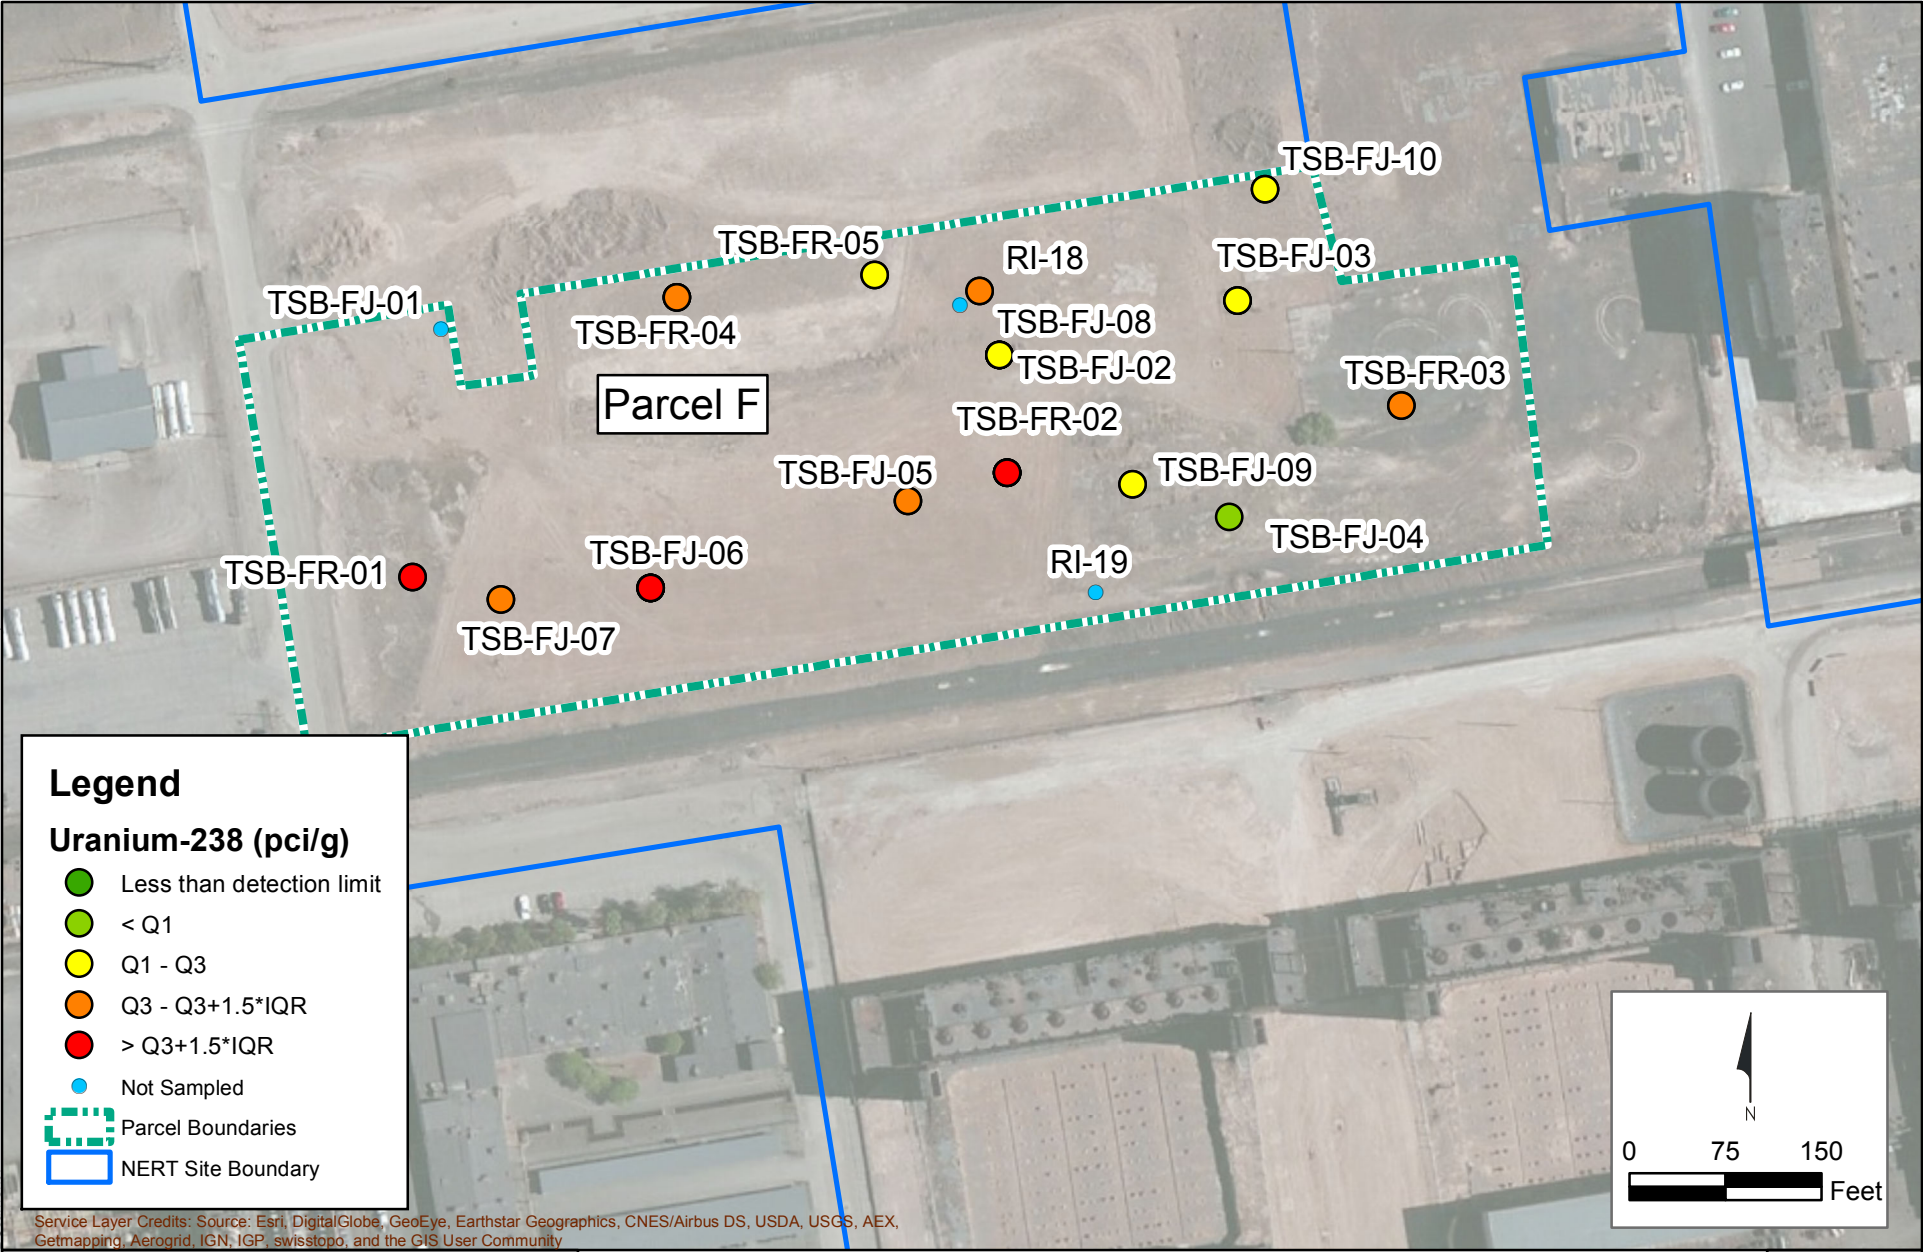 TSB-FJ-10
TSB-FR-05
TSB-FJ-03
RI-18
TSB-FJ-01
TSB-FJ-08
TSB-FR-04
TSB-FJ-02
TSB-FR-03
Parcel F
TSB-FR-02
TSB-FJ-05
TSB-FJ-09
TSB-FJ-04
TSB-FJ-06
RI-19
TSB-FR-01
TSB-FJ-07
Legend
Uranium-238 (pci/g)
Less than detection limit
< Q1
Q1 - Q3
Q3 - Q3+1.5*IQR
> Q3+1.5*IQR
Not Sampled
Parcel Boundaries
NERT Site Boundary
N
0 75 150
Feet
Service Layer Credits: Source: Esri, DigitalGlobe, GeoEye, Earthstar Geographics, CNES/Airbus DS, USDA, USGS, AEX,
Getmapping, Aerogrid, IGN, IGP, swisstopo, and the GIS User Community